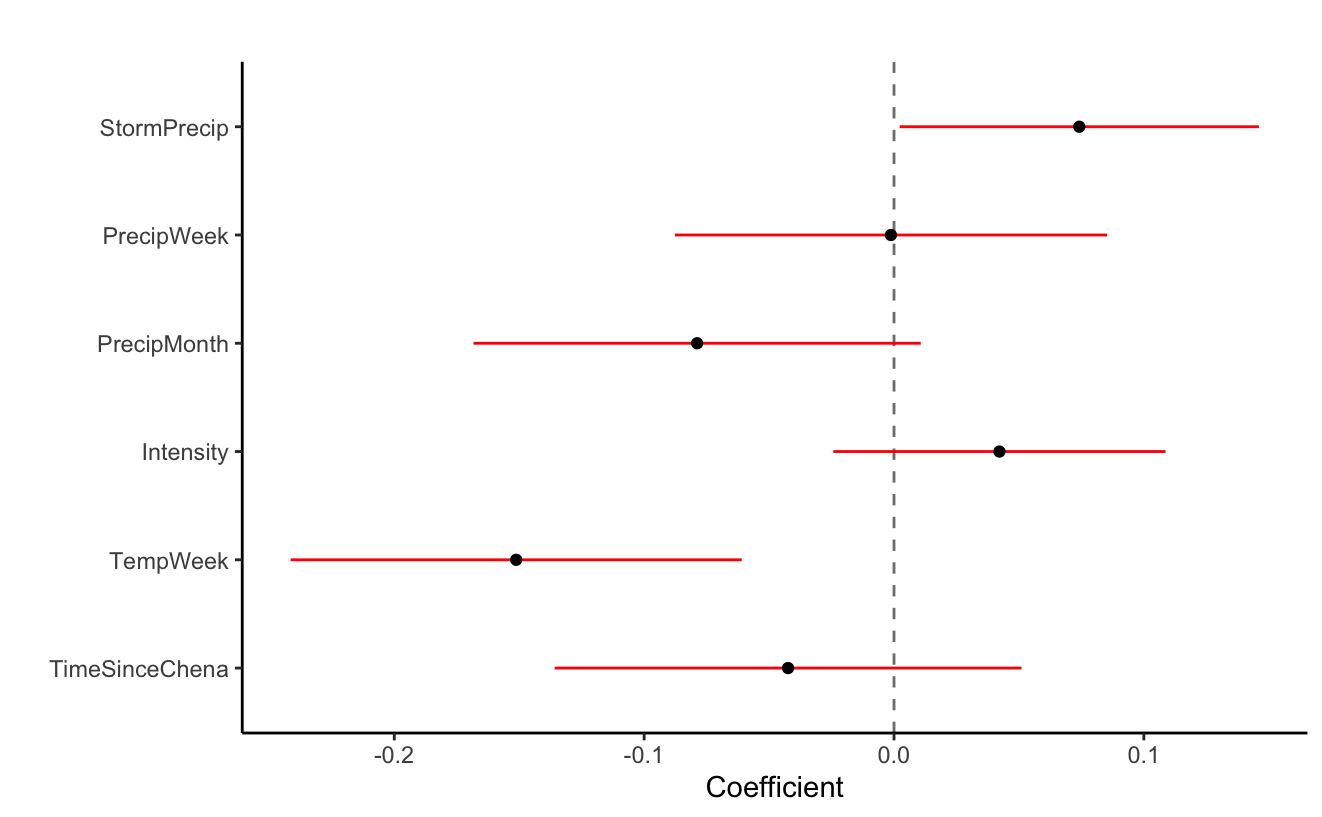 StormPrecip
PrecipWeek
PrecipMonth
Intensity
TempWeek
TimeSinceChena
-0.2 -0.1 0.0 0.1
Coefficient